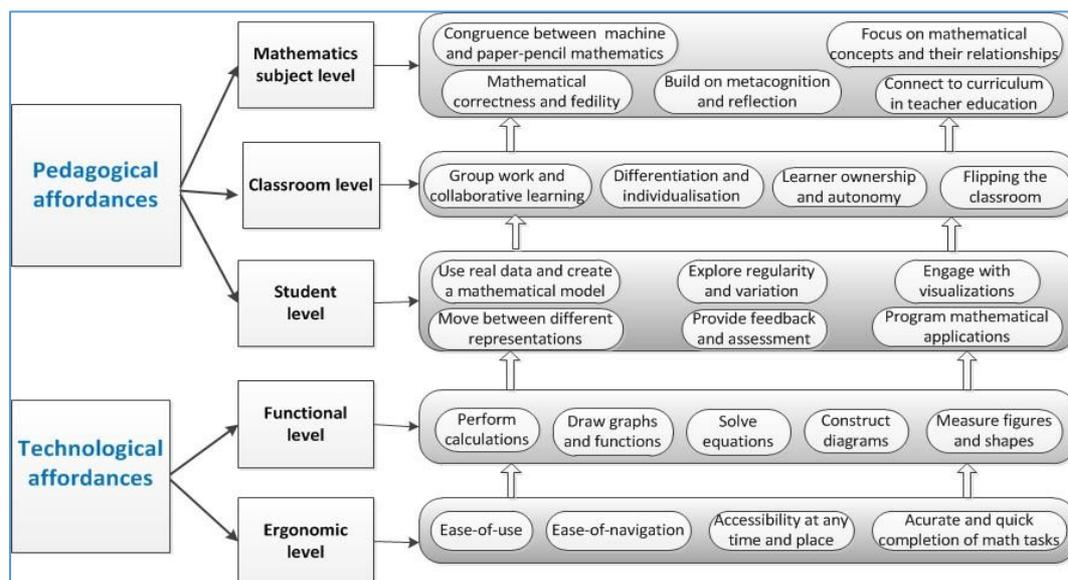 Pedagogical
affordances
Mathematics
subject level
Congruence between machine
and paper-pencil mathematics
Focus on mathematical
concepts and their relationships
Mathematical
correctness and fedility
Build on metacognition
and reflection
Connect to curriculum
in teacher education
Classroom level
Group work and
collaborative learning
Differentiation and
individualisation
Learner ownership
and autonomy
Flipping the
classroom
Student
level
Use real data and create
a mathematical model
Explore regularity
and variation
Engage with
visualizations
Move between different
representations
Provide feedback
and assessment
Program mathematical
applications
Technological
affordances
Functional
level
Perform
calculations
Draw graphs
and functions
Solve
equations
Construct
diagrams
Measure figures
and shapes
Ergonomic
level
Ease-of-use
Ease-of-navigation
Accessibility at any
time and place
Acurate and quick
completion of math tasks